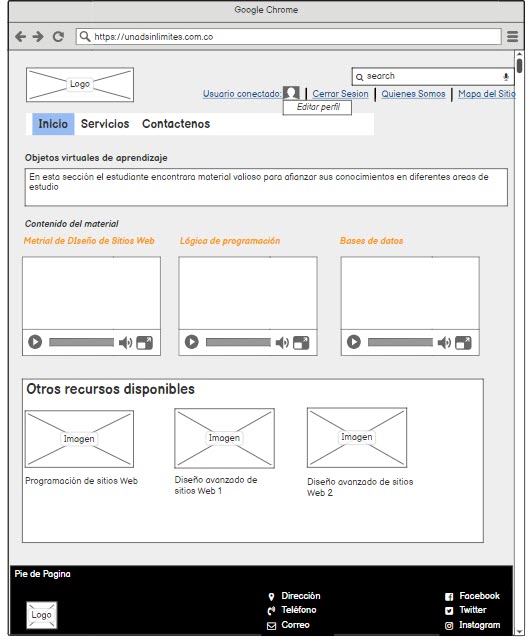 Google Chrome
https://unadsinlimites.com.co
Logo
search
Usuario conectado: Cerrar Sesion Quienes Somos Mapa del Sitio
Editar perfil
Inicio Servicios Contactenos
Objetos virtuales de aprendizaje
En esta sección el estudiante encontrara material valioso para afianzar sus conocimientos en diferentes areas de
estudio
Contenido del material
Metrial de DIseño de Sitios Web Lógica de programación Bases de datos
Otros recursos disponibles
Imagen Imagen Imagen
Programación de sitios Web
Diseño avanzado de
sitios Web 1
Diseño avanzado de sitios
Web 2
Pie de Pagina
Logo
Dirección
Teléfono
Correo
Facebook
Twitter
Instagram